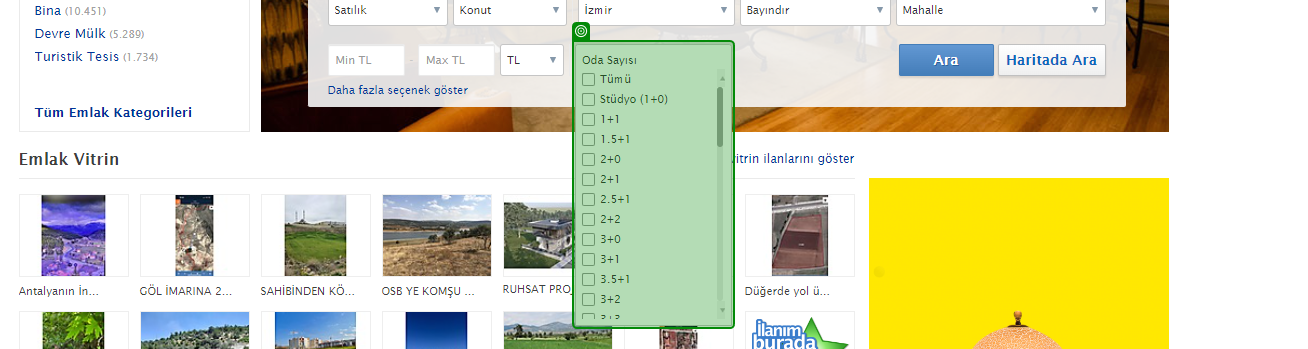 Bina (10.451)
Devre Mülk (5.289)
Turistik Tesis (1.734)
Tüm Emlak Kategorileri
Satılık
Konut
İzmir
Bayındır
Mahalle
Min TL
-
Max TL
TL
Ara
Haritada Ara
Daha fazla seçenek göster
Oda Sayısı
Tümü
Stüdyo (1+0)
1+1
1.5+1
2+0
2+1
2.5+1
2+2
3+0
3+1
3.5+1
3+2
3+3
Emlak Vitrin
vitrin ilanlarını göster
Antalyanın İn...
GÖL İMARINA 2...
SAHİBİNDEN KÖ...
OSB YE KOMŞU ...
RUHSAT PRO
Düğerde yol ü...
ilanım
burada